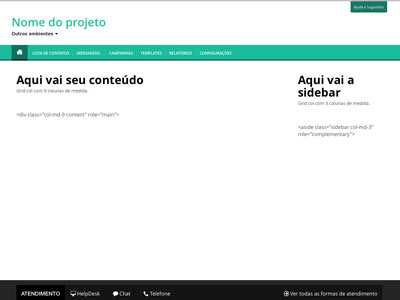 Ajuda e Sugestões
Nome do projeto
Outros ambientes
LISTA DE CONTATOS MENSAGENS CAMPANHAS TEMPLATES RELATÓRIOS CONFIGURAÇÕES
Aqui vai seu conteúdo
Grid col com 9 colunas de medida.
<div class="col-md-9 content" role="main">
Aqui vai a
sidebar
Grid col com 3 colunas de medida.
<aside class="sidebar col-md-3"
role="complementary">
ATENDIMENTO HelpDesk Chat Telefone Ver todas as formas de atendimento